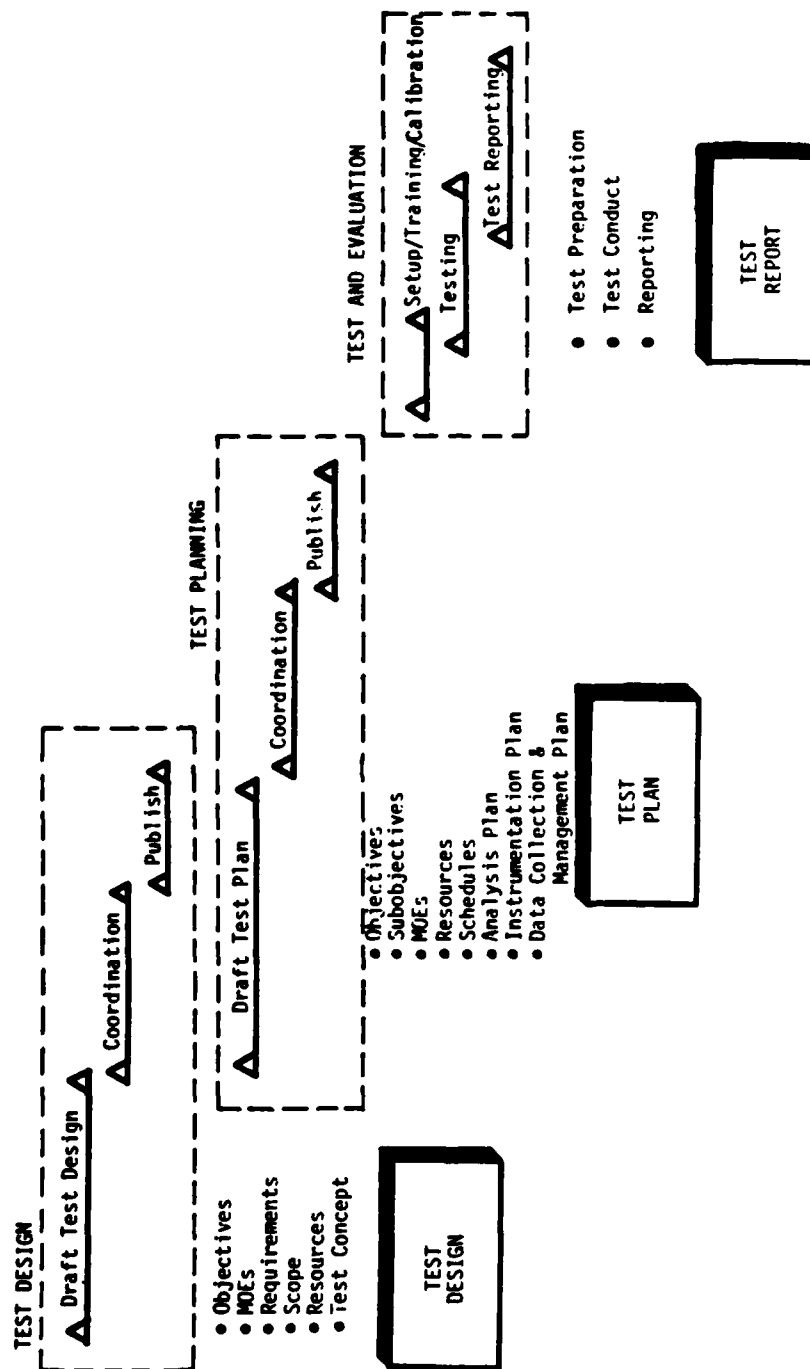 TEST DESIGN
Draft Test Design
Coordination
Publish
• Objectives
• MOEs
• Requirements
• Scope
• Resources
• Test Concept
TEST
DESIGN
TEST PLANNING
Draft Test Plan
Coordination
Publish
• Objectives
• Subobjectives
• MOEs
• Resources
• Schedules
• Analysis Plan
• Instrumentation Plan
• Data Collection &
Management Plan
TEST
PLAN
TEST AND EVALUATION
Setup/Training/Calibration
Testing
Test Reporting
• Test Preparation
• Test Conduct
• Reporting
TEST
REPORT